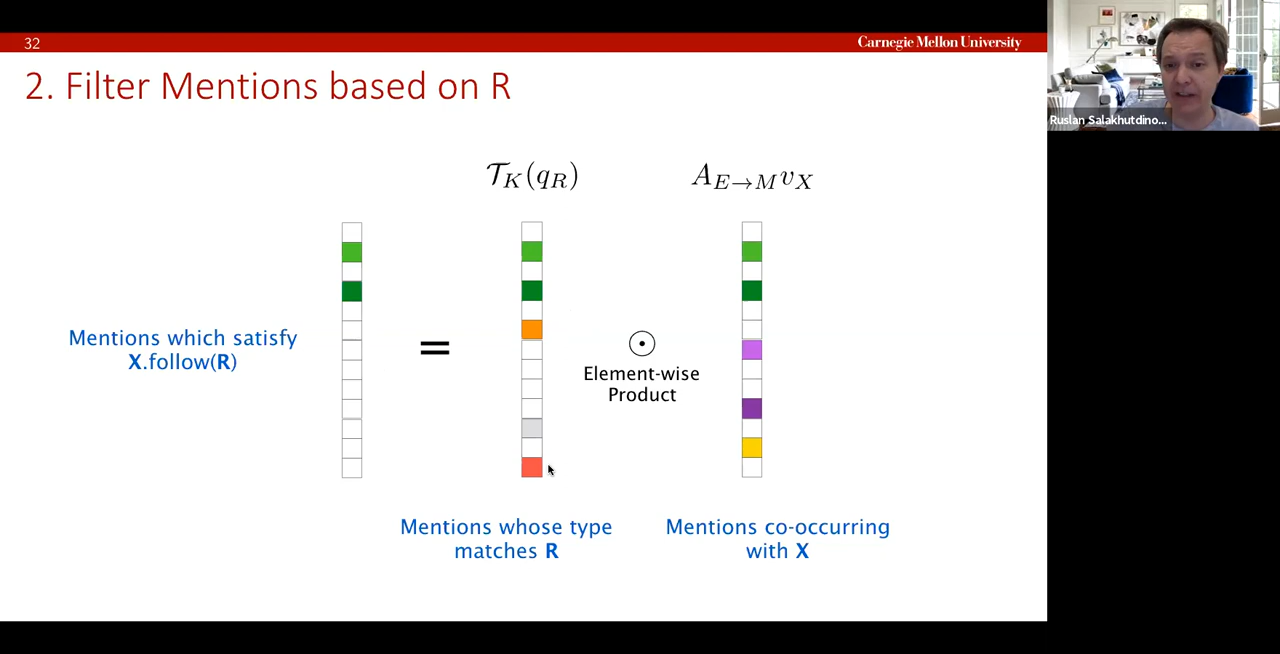 32
Carnegie Mellon University
2. Filter Mentions based on R
Ruslan Salakhutdino...
𝒯_K(q_R)
A_{E→M}v_X
Mentions which satisfy
X.follow(R)
=
⊙
Element-wise
Product
Mentions whose type
matches R
Mentions co-occurring
with X